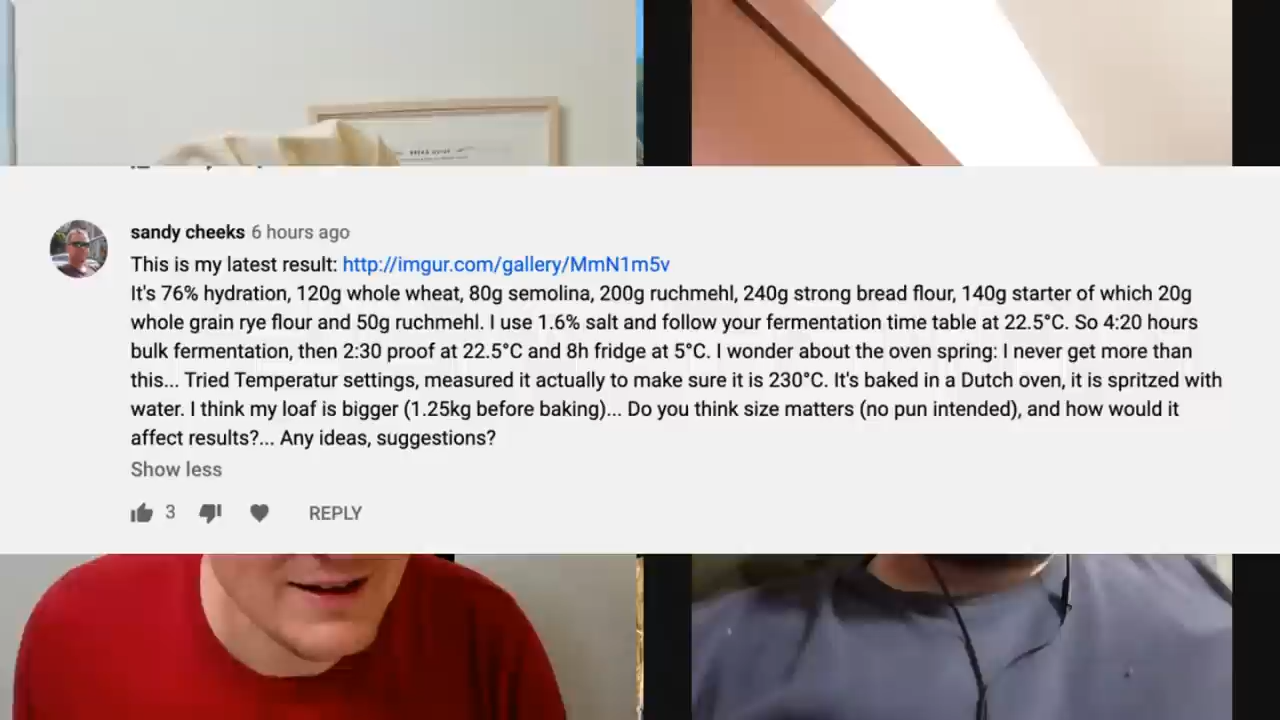 sandy cheeks 6 hours ago
This is my latest result: http://imgur.com/gallery/MmN1m5v
It's 76% hydration, 120g whole wheat, 80g semolina, 200g ruchmehl, 240g strong bread flour, 140g starter of which 20g
whole grain rye flour and 50g ruchmehl. I use 1.6% salt and follow your fermentation time table at 22.5°C. So 4:20 hours
bulk fermentation, then 2:30 proof at 22.5°C and 8h fridge at 5°C. I wonder about the oven spring: I never get more than
this... Tried Temperatur settings, measured it actually to make sure it is 230°C. It's baked in a Dutch oven, it is spritzed with
water. I think my loaf is bigger (1.25kg before baking)... Do you think size matters (no pun intended), and how would it
affect results?... Any ideas, suggestions?
Show less
3 REPLY